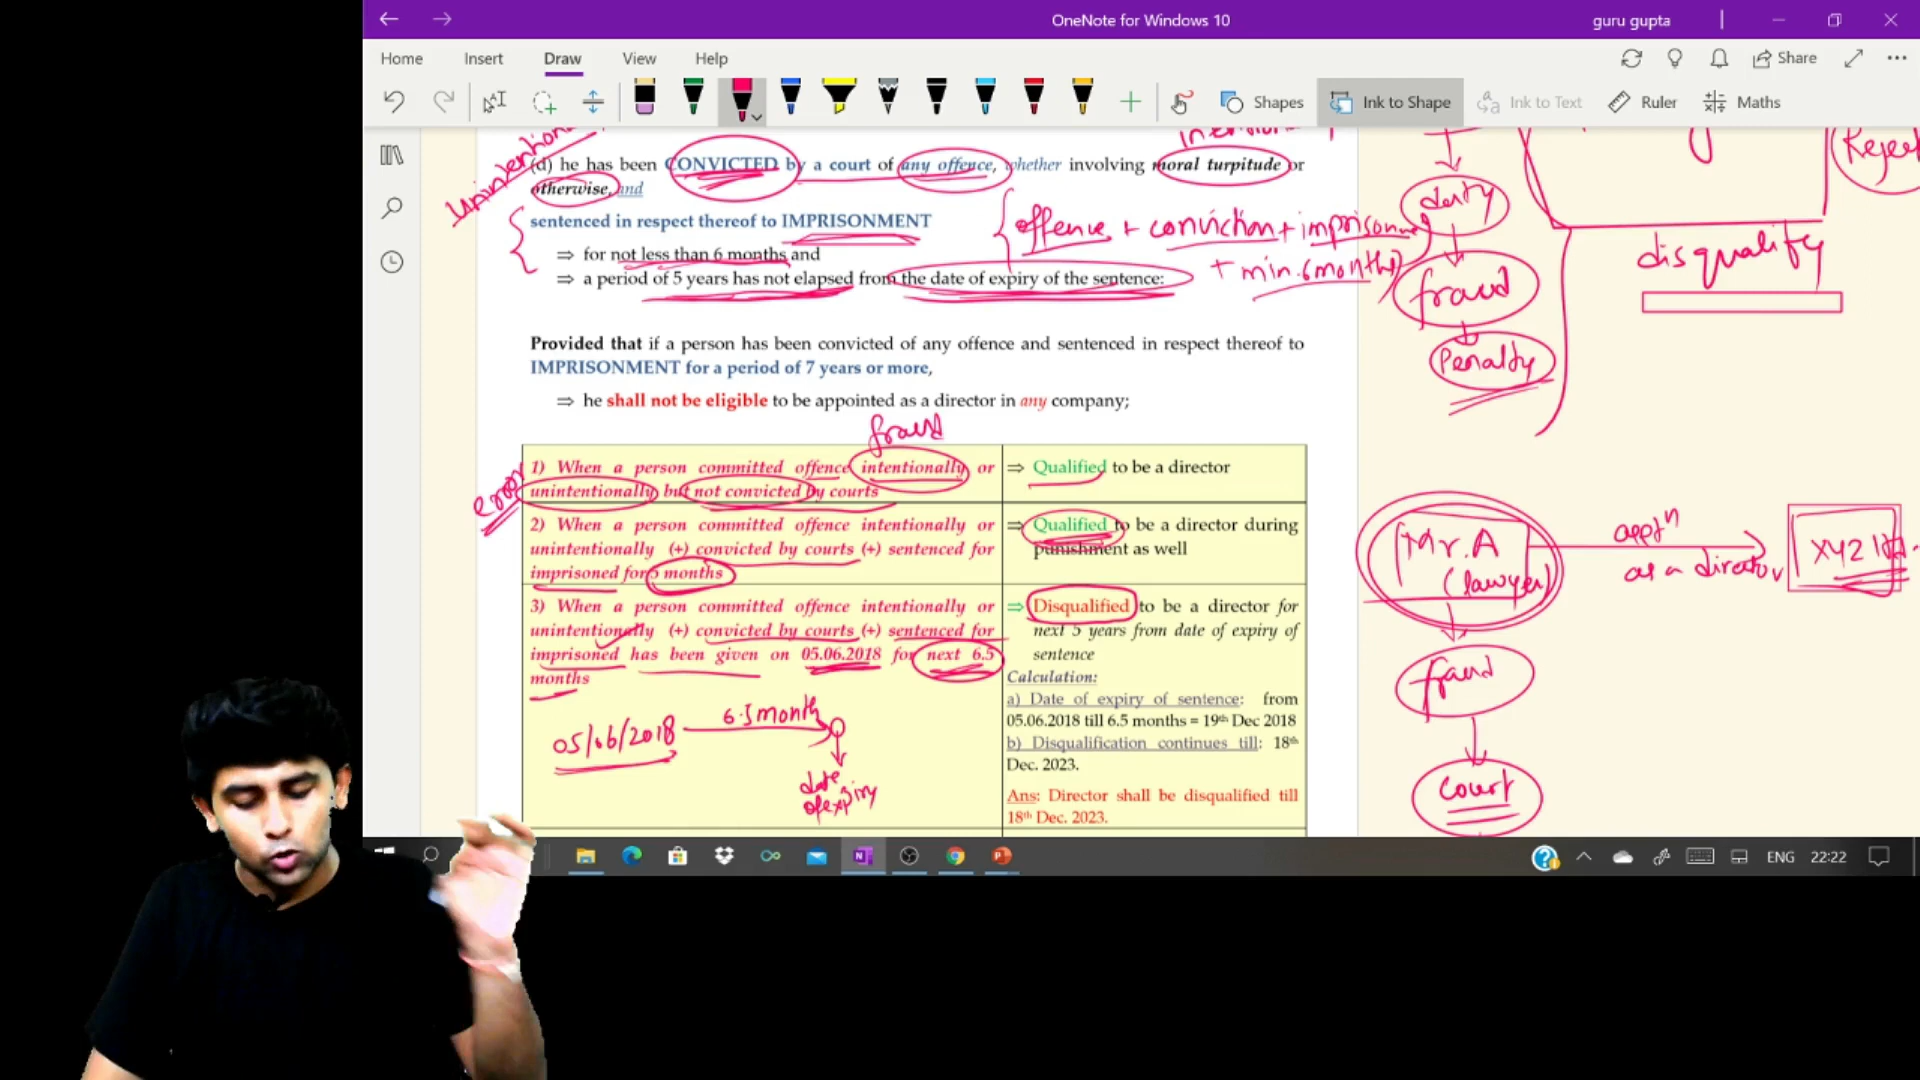 OneNote for Windows 10
guru gupta
Home Insert Draw View Help
Share
Shapes Ink to Shape Ink to Text Ruler Maths
(d) he has been CONVICTED by a court of any offence, whether involving moral turpitude or
otherwise, and
sentenced in respect thereof to IMPRISONMENT
⇒ for not less than 6 months and
⇒ a period of 5 years has not elapsed from the date of expiry of the sentence:
offence + conviction + imprisonme
+ min. 6 months
Provided that if a person has been convicted of any offence and sentenced in respect thereof to
IMPRISONMENT for a period of 7 years or more,
⇒ he shall not be eligible to be appointed as a director in any company;
fraud
error
1) When a person committed offence intentionally or
unintentionally but not convicted by courts
⇒ Qualified to be a director
2) When a person committed offence intentionally or
unintentionally (+) convicted by courts (+) sentenced for
imprisoned for 5 months
⇒ Qualified to be a director during
punishment as well
3) When a person committed offence intentionally or
unintentionally (+) convicted by courts (+) sentenced for
imprisoned has been given on 05.06.2018 for next 6.5
months
05/06/2018 6.5 month
date
of expiry
⇒ Disqualified to be a director for
next 5 years from date of expiry of
sentence
Calculation:
a) Date of expiry of sentence: from
05.06.2018 till 6.5 months = 19th Dec 2018
b) Disqualification continues till: 18th
Dec. 2023.
Ans: Director shall be disqualified till
18th Dec. 2023.
duty
fraud
Penalty
Reject
disqualify
Mr. A
(lawyer)
apptn
as a director
XYZ ltd.
fraud
court
ENG 22:22